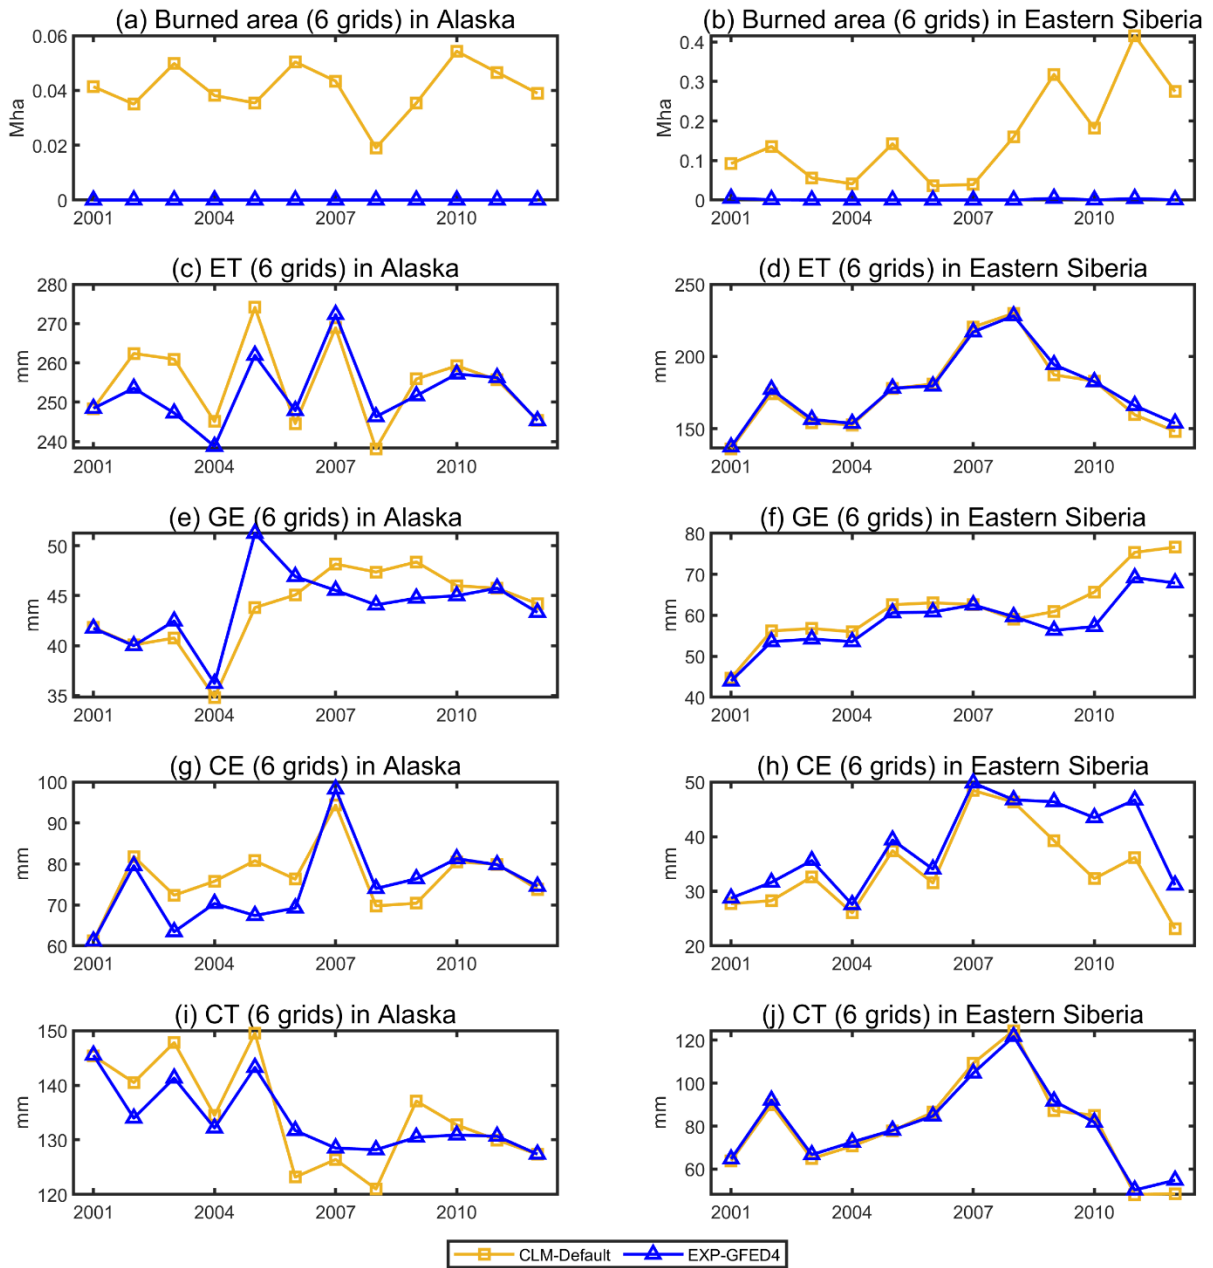 (a) Burned area (6 grids) in Alaska
0.06
0.04
0.02
0
Mha
2001 2004 2007 2010
(b) Burned area (6 grids) in Eastern Siberia
0.4
0.3
0.2
0.1
0
Mha
2001 2004 2007 2010
(c) ET (6 grids) in Alaska
280
270
260
250
240
mm
2001 2004 2007 2010
(d) ET (6 grids) in Eastern Siberia
250
200
150
mm
2001 2004 2007 2010
(e) GE (6 grids) in Alaska
50
45
40
35
mm
2001 2004 2007 2010
(f) GE (6 grids) in Eastern Siberia
80
70
60
50
40
mm
2001 2004 2007 2010
(g) CE (6 grids) in Alaska
100
90
80
70
60
mm
2001 2004 2007 2010
(h) CE (6 grids) in Eastern Siberia
50
40
30
20
mm
2001 2004 2007 2010
(i) CT (6 grids) in Alaska
150
140
130
120
mm
2001 2004 2007 2010
(j) CT (6 grids) in Eastern Siberia
120
100
80
60
mm
2001 2004 2007 2010
CLM-Default EXP-GFED4